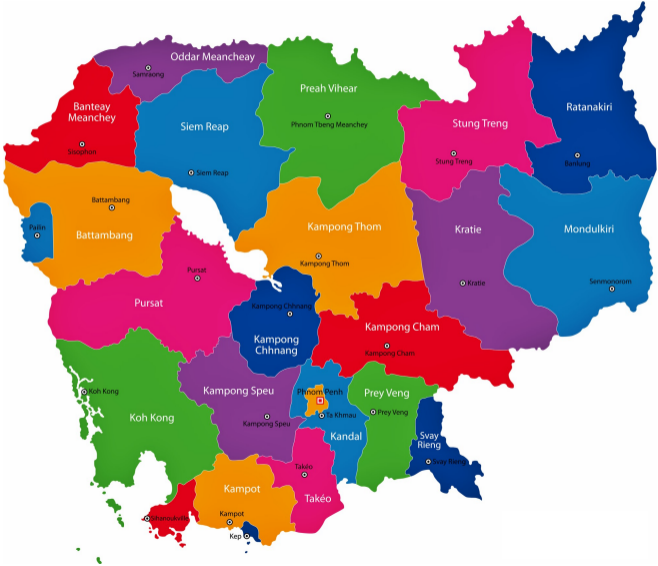 Oddar Meancheay
Samraong
Preah Vihear
Phnom Tbeng Meanchey
Banteay
Meanchey
Sisophon
Siem Reap
Siem Reap
Stung Treng
Stung Treng
Ratanakiri
Banlung
Battambang
Battambang
Pailin
Kampong Thom
Kampong Thom
Kratie
Kratie
Mondulkiri
Senmonorom
Pursat
Pursat
Kampong Chhnang
Kampong
Chhnang
Kampong Cham
Kampong Cham
Koh Kong
Koh Kong
Kampong Speu
Kampong Speu
Phnom Penh
Ta Khmau
Kandal
Prey Veng
Prey Veng
Svay
Rieng
Svay Rieng
Takéo
Takéo
Kampot
Kampot
Kep
Sihanoukville